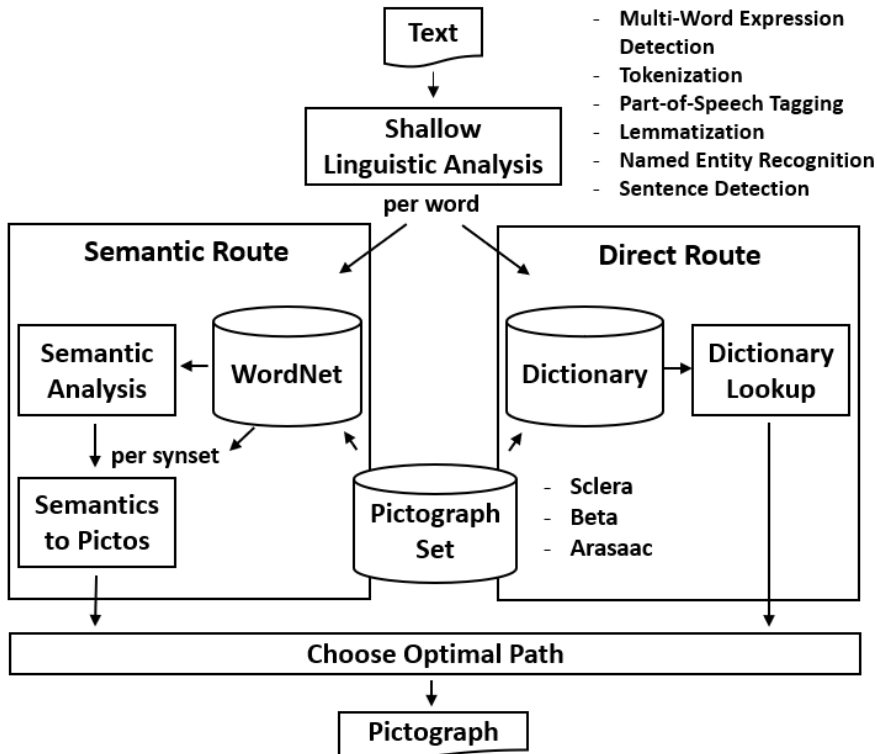 Text
- Multi-Word Expression
Detection
- Tokenization
- Part-of-Speech Tagging
- Lemmatization
- Named Entity Recognition
- Sentence Detection
Shallow
Linguistic Analysis
per word
Semantic Route
Semantic
Analysis
WordNet
per synset
Semantics
to Pictos
Direct Route
Dictionary
Dictionary
Lookup
Pictograph
Set
- Sclera
- Beta
- Arasaac
Choose Optimal Path
Pictograph